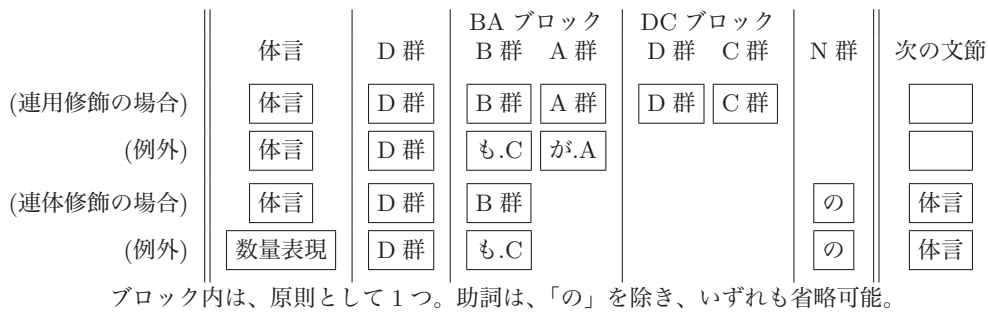 BA ブロック DC ブロック
体言 D 群 B 群 A 群 D 群 C 群 N 群 次の文節
(連用修飾の場合) 体言 D 群 B 群 A 群 D 群 C 群
(例外) 体言 D 群 も.C が.A
(連体修飾の場合) 体言 D 群 B 群 の 体言
(例外) 数量表現 D 群 も.C の 体言
ブロック内は、原則として 1 つ。助詞は、「の」を除き、いずれも省略可能。